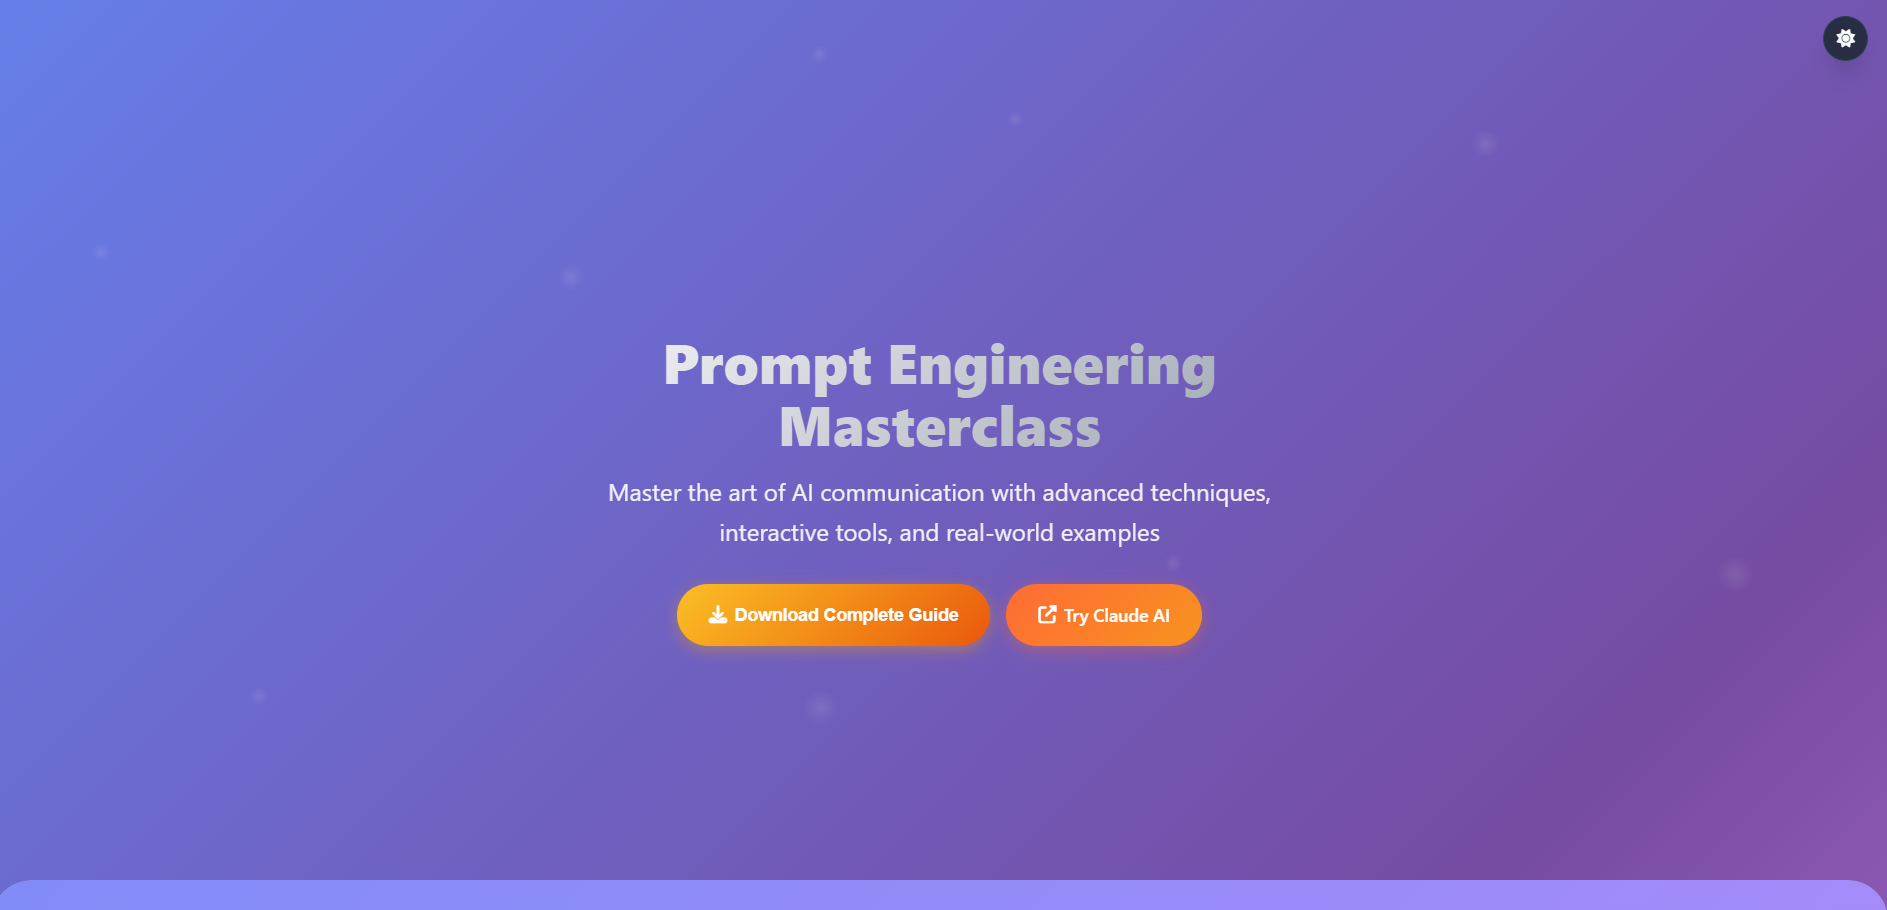 Prompt Engineering
Masterclass
Master the art of AI communication with advanced techniques,
interactive tools, and real-world examples
Download Complete Guide
Try Claude AI